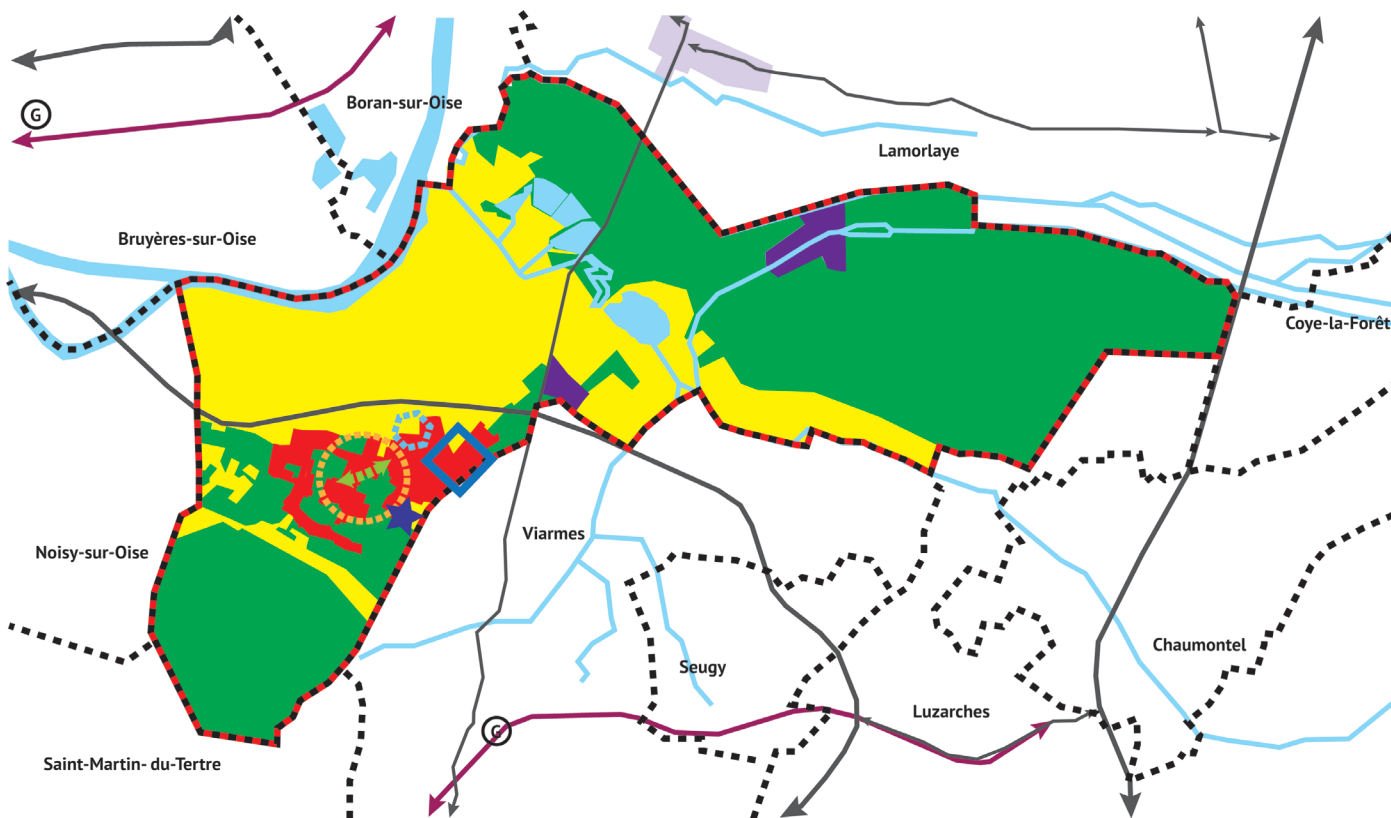 Boran-sur-Oise
G
Lamorlaye
Bruyères-sur-Oise
Coye-la-Forêt
Viarmes
Noisy-sur-Oise
Chaumontel
Seugy
Luzarches
G
Saint-Martin- du-Tertre